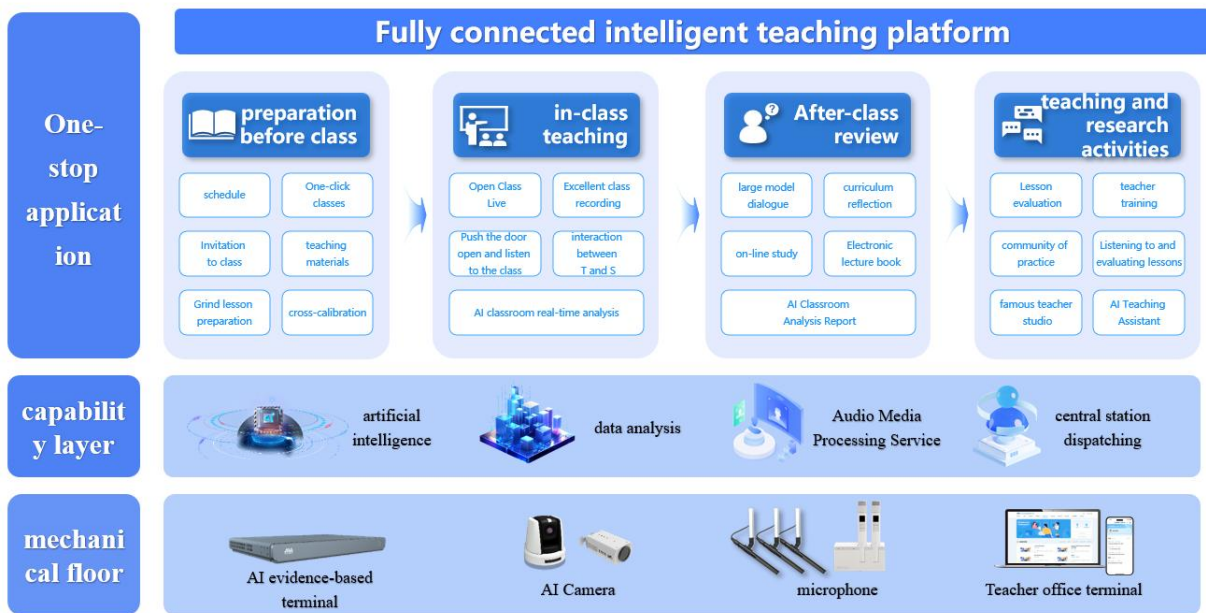 Fully connected intelligent teaching platform
One-
stop
applicat
ion
preparation
before class
schedule
One-click
classes
Invitation
to class
teaching
materials
Grind lesson
preparation
cross-calibration
in-class
teaching
Open Class
Live
Excellent class
recording
Push the door
open and listen
to the class
interaction
between
T and S
AI classroom real-time analysis
After-class
review
large model
dialogue
curriculum
reflection
on-line study
Electronic
lecture book
AI Classroom
Analysis Report
teaching and
research
activities
Lesson
evaluation
teacher
training
community of
practice
Listening to and
evaluating lessons
famous teacher
studio
AI Teaching
Assistant
capabilit
y layer
artificial
intelligence
data analysis
Audio Media
Processing Service
central station
dispatching
mechani
cal floor
AI evidence-based
terminal
AI Camera
microphone
Teacher office terminal